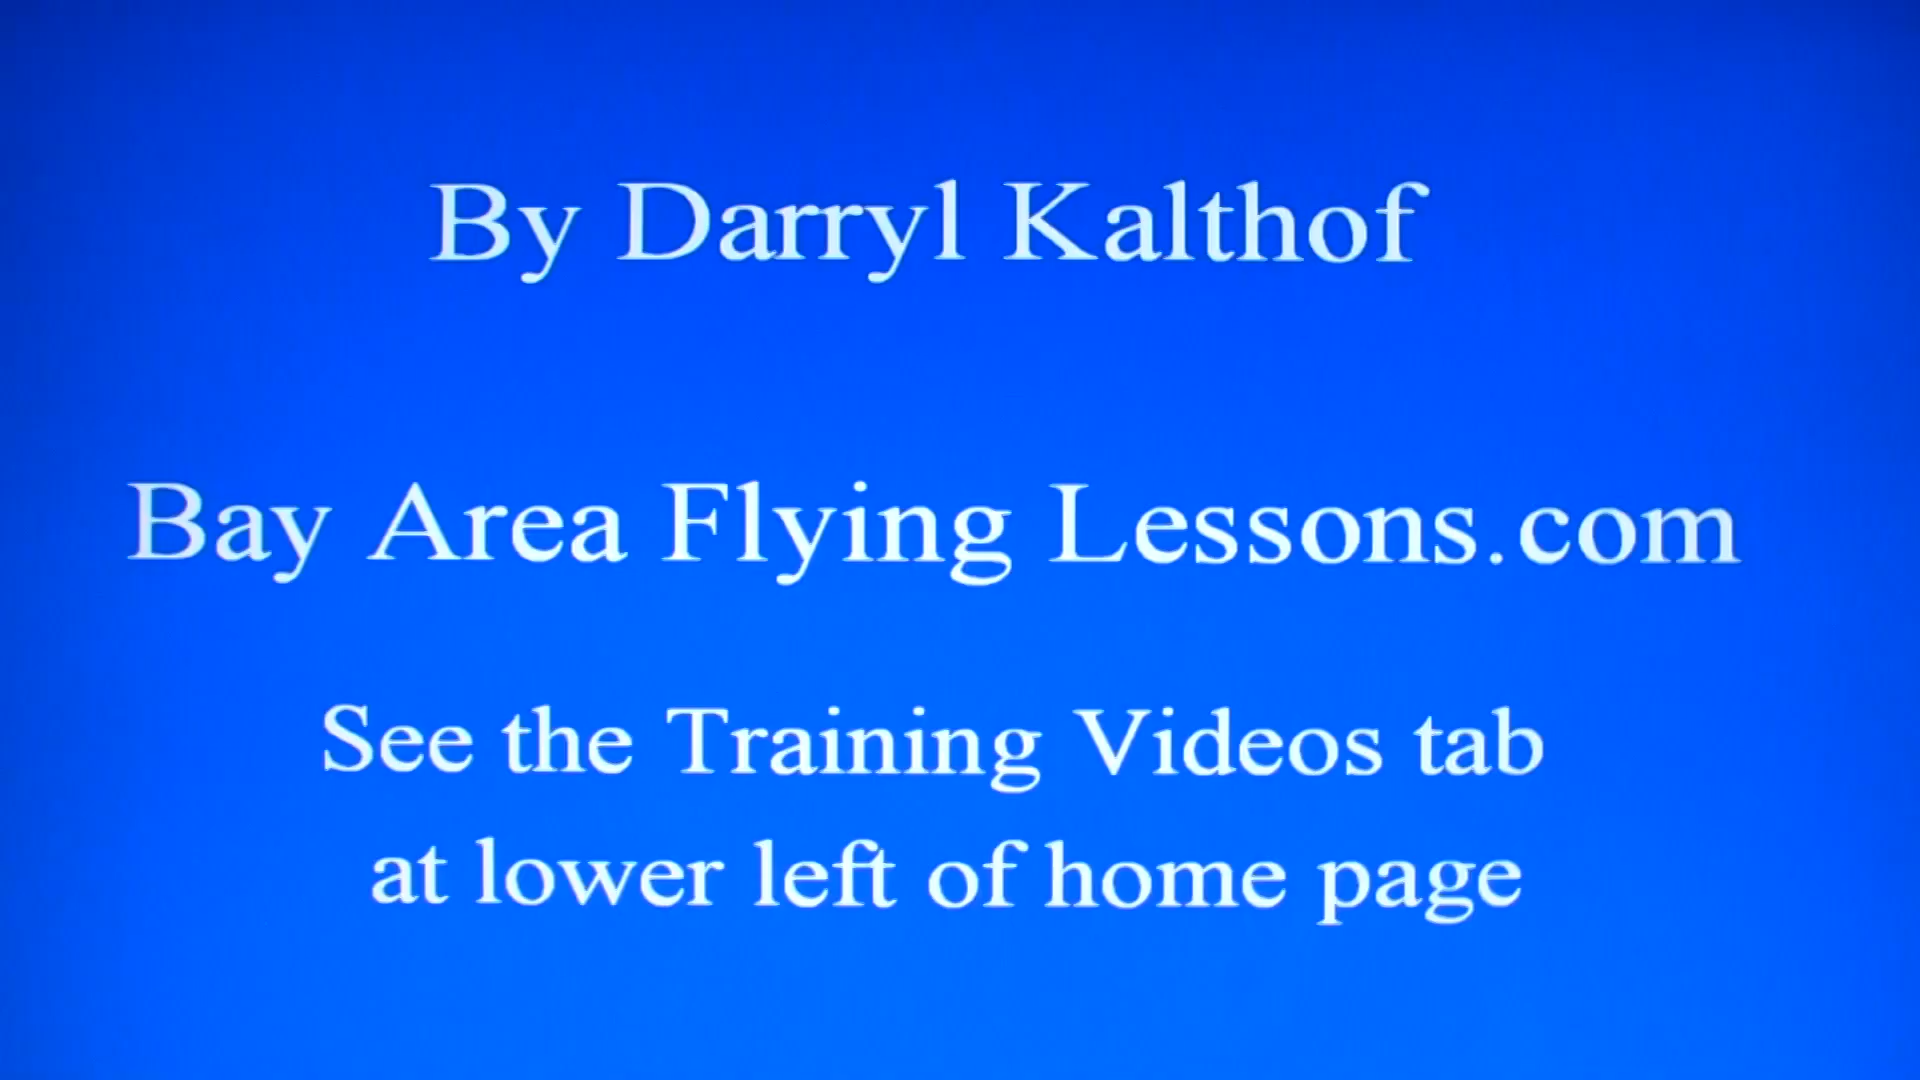 By Darryl Kalthof
Bay Area Flying Lessons.com
See the Training Videos tab
at lower left of home page